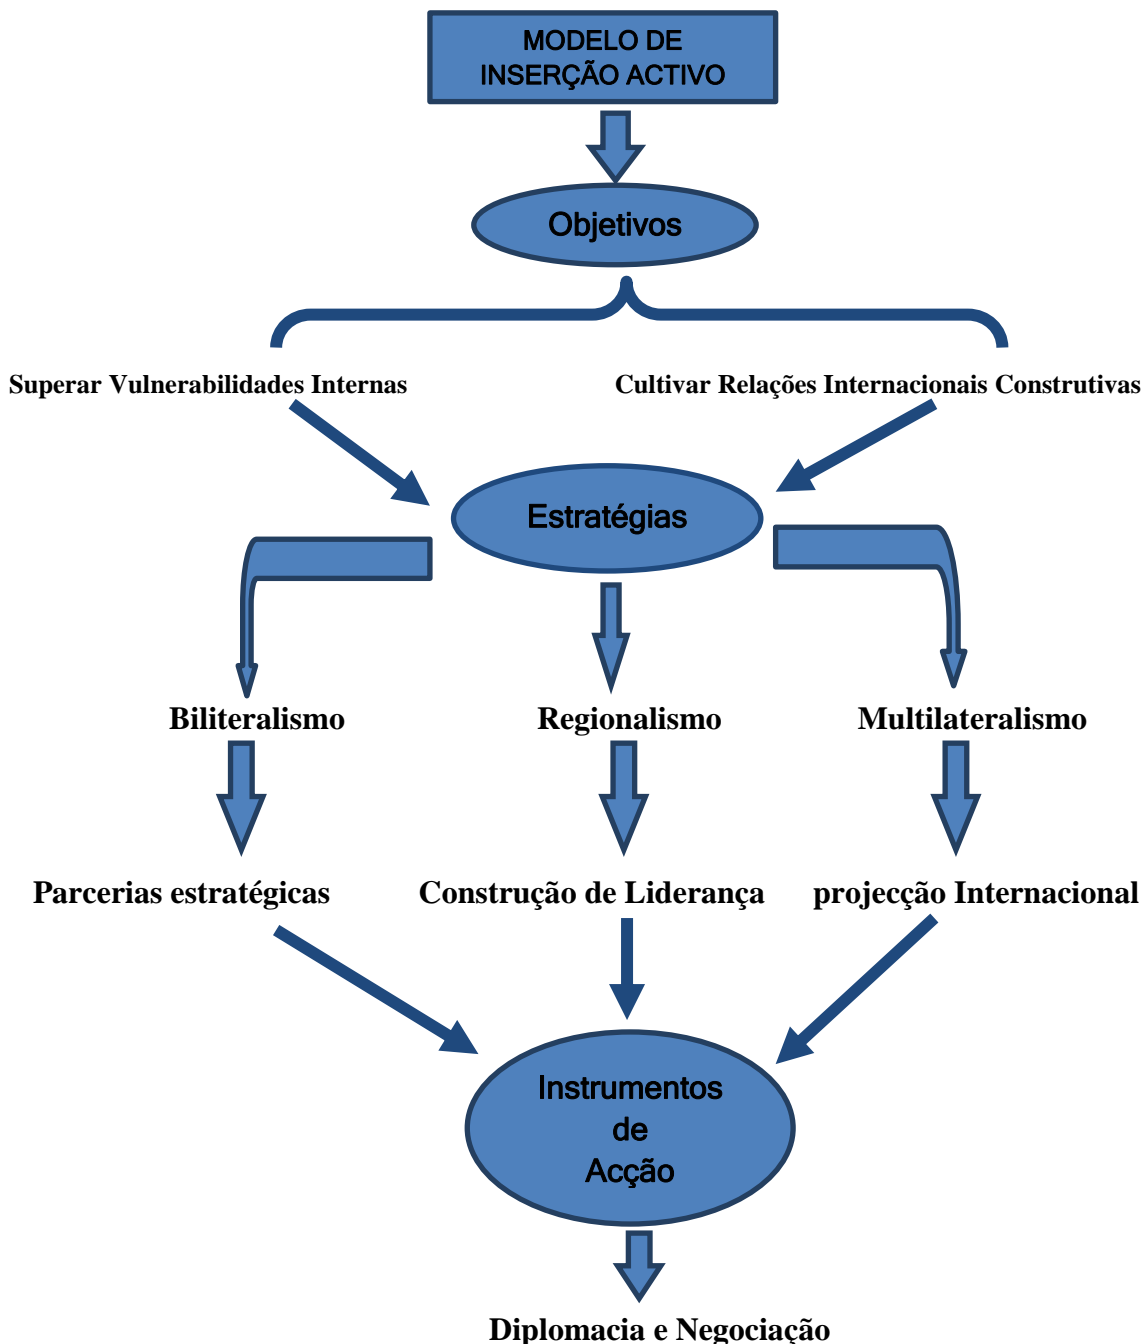 MODELO DE
INSERÇÃO ACTIVO
Objetivos
Superar Vulnerabilidades Internas
Cultivar Relações Internacionais Construtivas
Estratégias
Biliteralismo
Regionalismo
Multilateralismo
Parcerias estratégicas
Construção de Liderança
projecção Internacional
Instrumentos
de
Acção
Diplomacia e Negociação